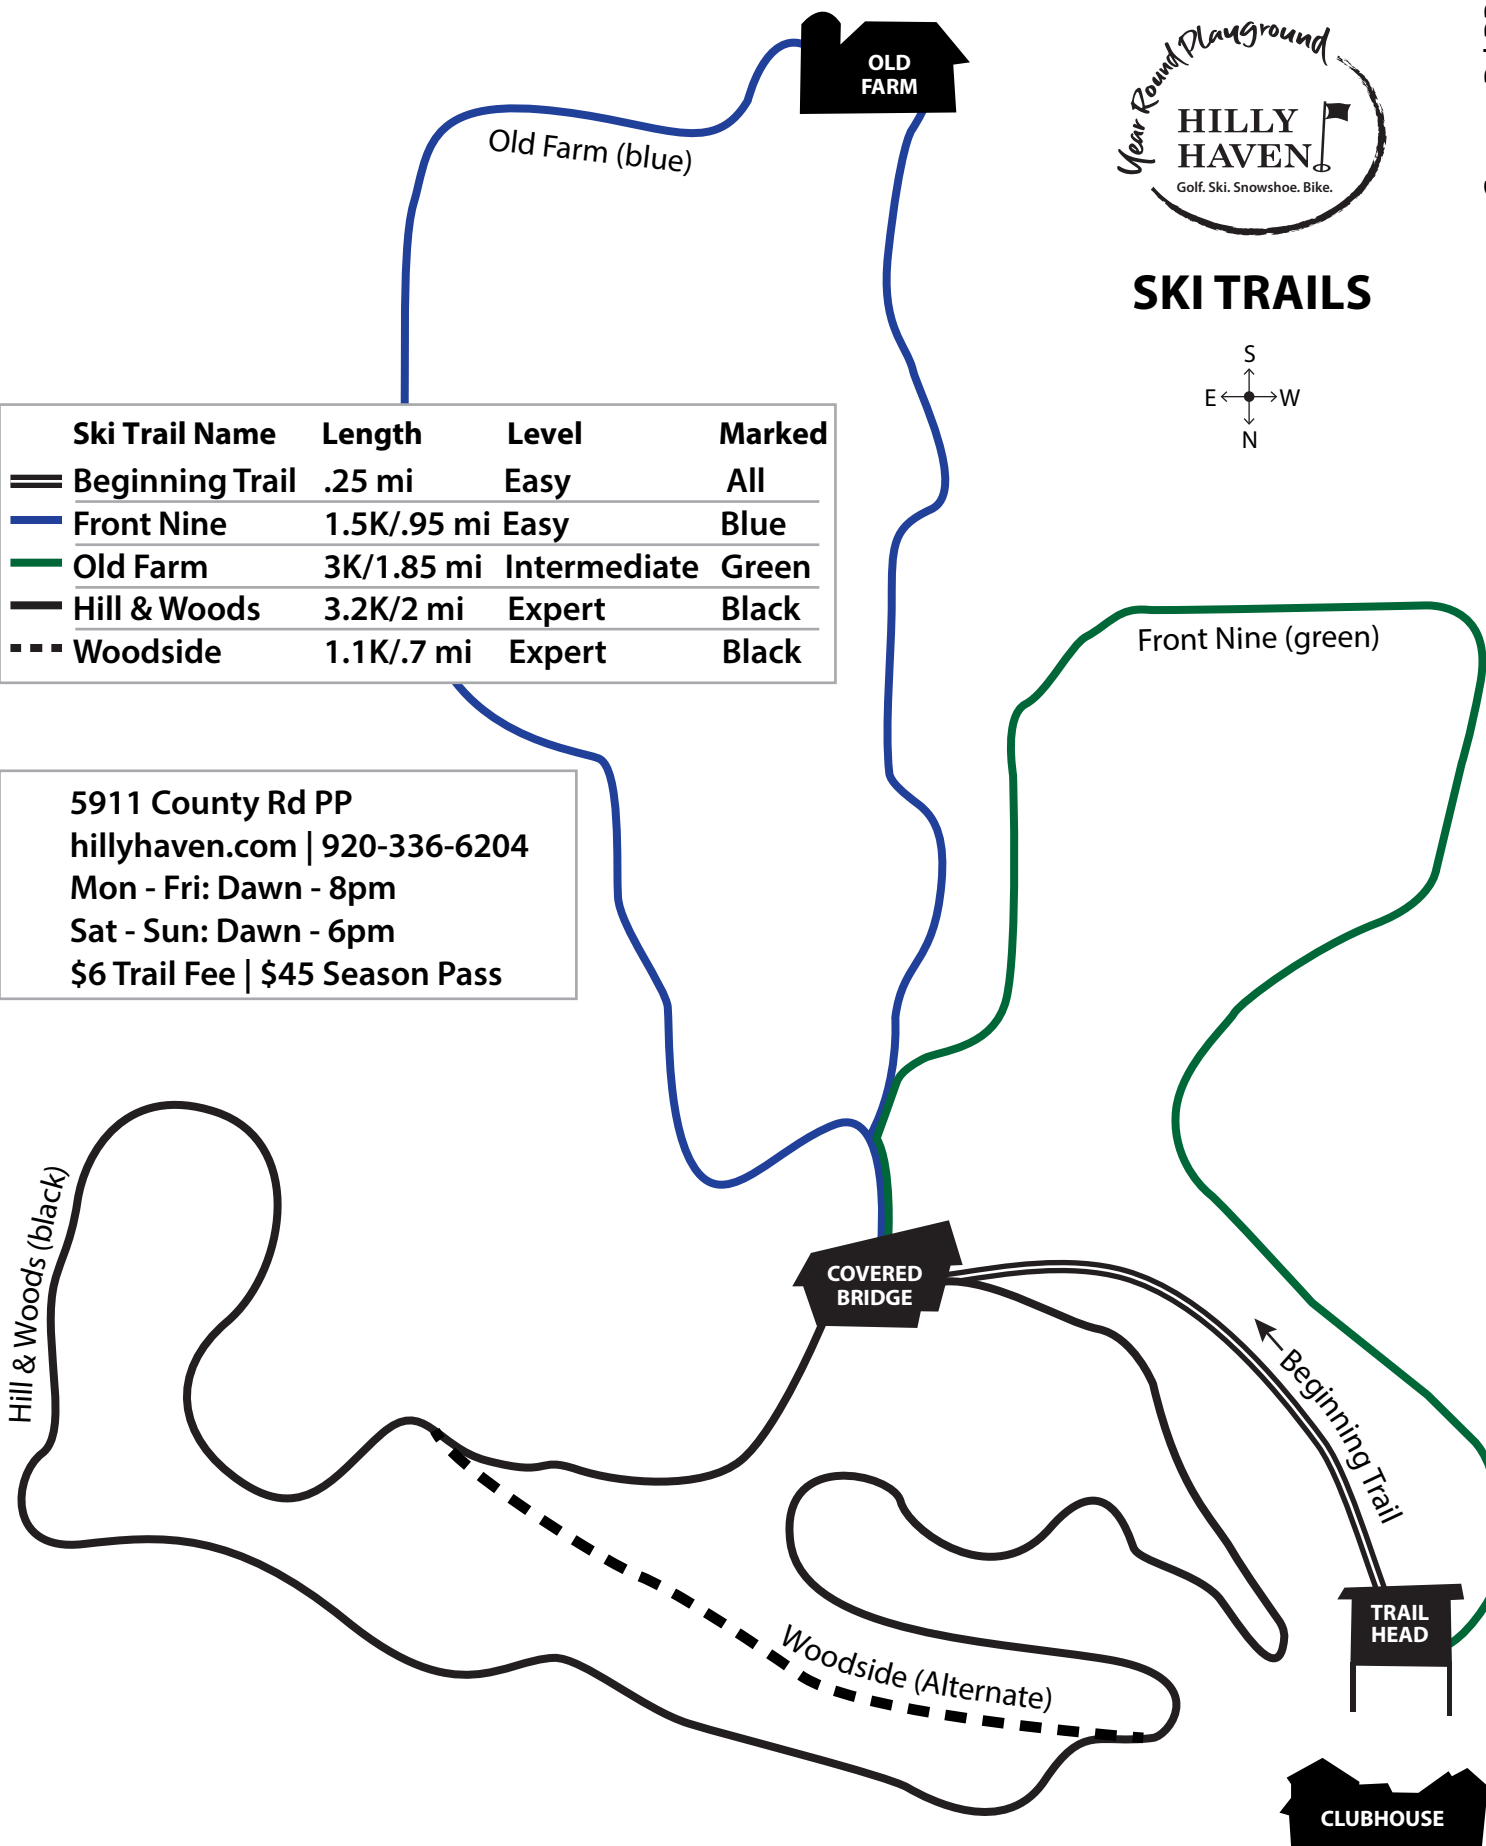 OLD
FARM
Year Round Playground
HILLY
HAVEN
Golf. Ski. Snowshoe. Bike.
SKI TRAILS
S
E W
N
Old Farm (blue)
Ski Trail Name Length Level Marked
Beginning Trail .25 mi Easy All
Front Nine 1.5K/.95 mi Easy Blue
Old Farm 3K/1.85 mi Intermediate Green
Hill & Woods 3.2K/2 mi Expert Black
Woodside 1.1K/.7 mi Expert Black
Front Nine (green)
5911 County Rd PP
hillyhaven.com | 920-336-6204
Mon - Fri: Dawn - 8pm
Sat - Sun: Dawn - 6pm
$6 Trail Fee | $45 Season Pass
Hill & Woods (black)
COVERED
BRIDGE
Beginning Trail
TRAIL
HEAD
Woodside (Alternate)
CLUBHOUSE